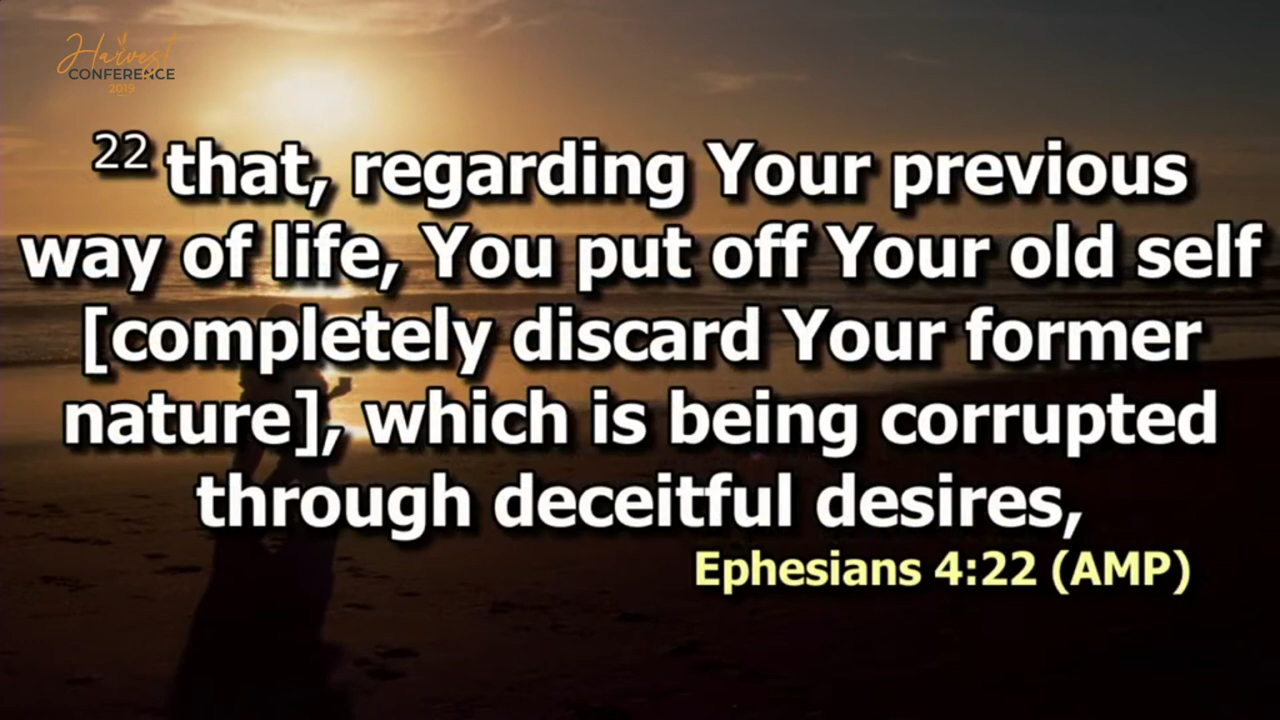 Harvest
CONFERENCE
2019
22 that, regarding Your previous
way of life, You put off Your old self
[completely discard Your former
nature], which is being corrupted
through deceitful desires,
Ephesians 4:22 (AMP)